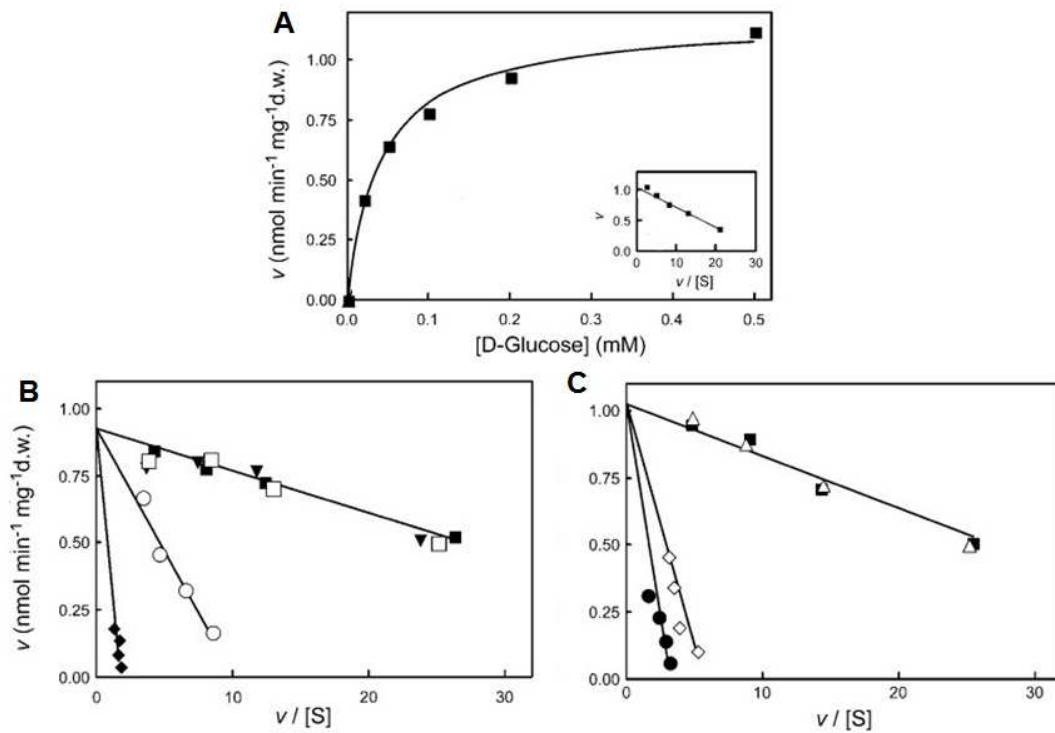 A
v (nmol min⁻¹ mg⁻¹d.w.)
1.00
0.75
0.50
0.25
0.00
0.0 0.1 0.2 0.3 0.4 0.5
[D-Glucose] (mM)
v
1.0
0.5
0.0
0 10 20 30
v / [S]
B
v (nmol min⁻¹ mg⁻¹d.w.)
1.00
0.75
0.50
0.25
0.00
0 10 20 30
v / [S]
C
1.00
0.75
0.50
0.25
0.00
0 10 20 30
v / [S]